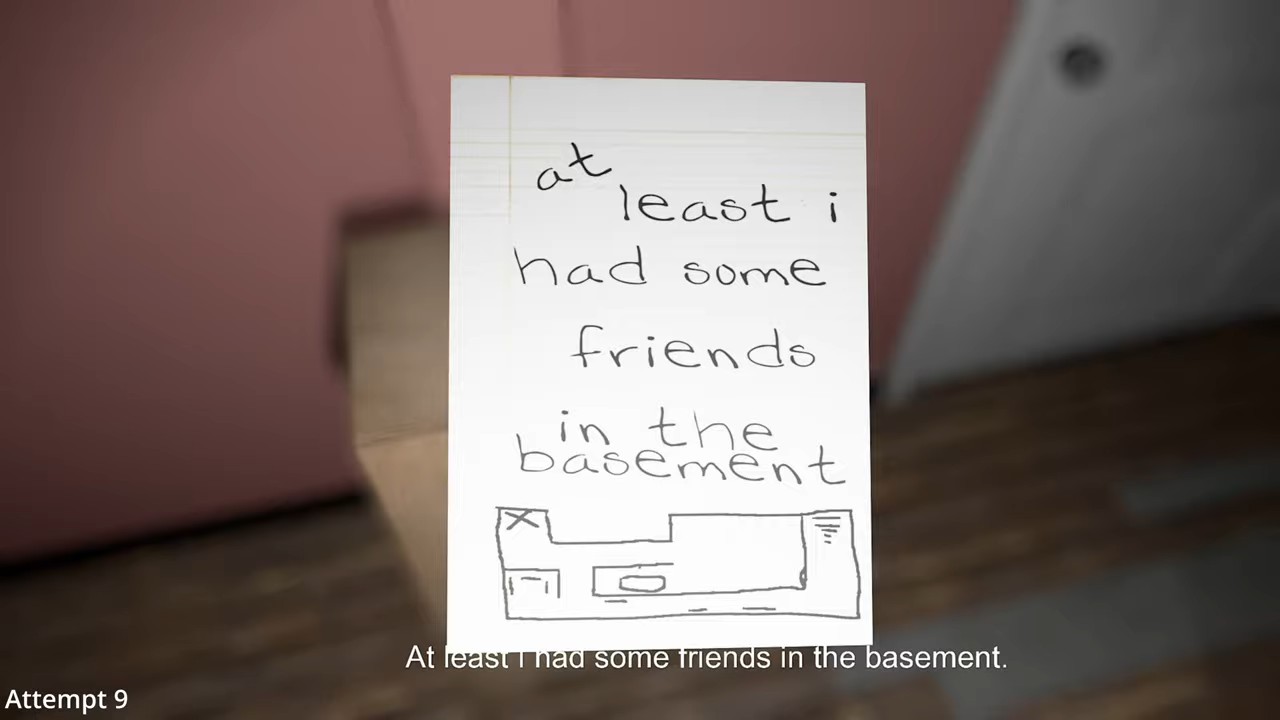 at
least i
had some
friends
in the
basement
At least I had some friends in the basement.
Attempt 9